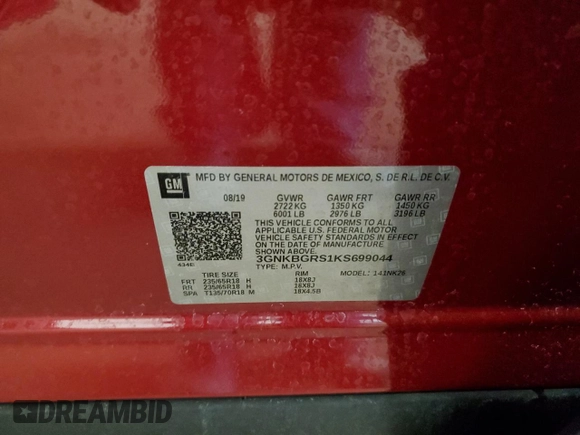 GM
MFD BY GENERAL MOTORS DE MEXICO, S. DE R.L. DE C.V.
08/19 GVWR GAWR FRT GAWR RR
2722 KG 1350 KG 1450 KG
6001 LB 2976 LB 3196 LB
THIS VEHICLE CONFORMS TO ALL
APPLICABLE U.S. FEDERAL MOTOR
VEHICLE SAFETY STANDARDS IN EFFECT
ON THE DATE OF MANUFACTURE
SHOWN ABOVE.
3GNKBGRS1KS699044
TYPE: M.P.V. MODEL: 141NK26
434E
TIRE SIZE RIM
FRT 235/65R18 H 18X8J
RR 235/65R18 H 18X8J
SPA T135/70R18 M 18X4.5B
DREAMBID